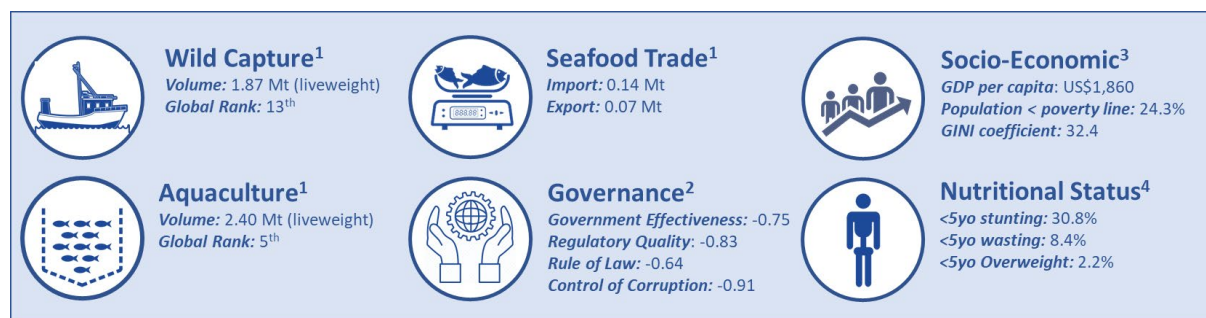 Wild Capture¹
Volume: 1.87 Mt (liveweight)
Global Rank: 13th
Seafood Trade¹
Import: 0.14 Mt
Export: 0.07 Mt
Socio-Economic³
GDP per capita: US$1,860
Population < poverty line: 24.3%
GINI coefficient: 32.4
Aquaculture¹
Volume: 2.40 Mt (liveweight)
Global Rank: 5th
Governance²
Government Effectiveness: -0.75
Regulatory Quality: -0.83
Rule of Law: -0.64
Control of Corruption: -0.91
Nutritional Status⁴
<5yo stunting: 30.8%
<5yo wasting: 8.4%
<5yo Overweight: 2.2%